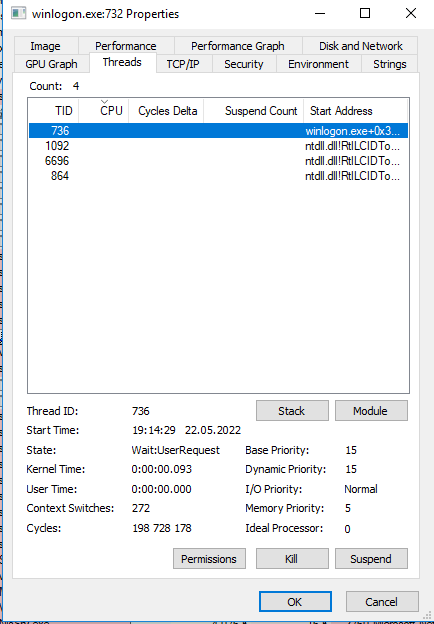 winlogon.exe:732 Properties
Image Performance Performance Graph Disk and Network
GPU Graph Threads TCP/IP Security Environment Strings
Count: 4
TID CPU Cycles Delta Suspend Count Start Address
736 winlogon.exe+0x3...
1092 ntdll.dll!RtlLCIDTo...
6696 ntdll.dll!RtlLCIDTo...
864 ntdll.dll!RtlLCIDTo...
Thread ID: 736 Stack Module
Start Time: 19:14:29 22.05.2022
State: Wait:UserRequest Base Priority: 15
Kernel Time: 0:00:00.093 Dynamic Priority: 15
User Time: 0:00:00.000 I/O Priority: Normal
Context Switches: 272 Memory Priority: 5
Cycles: 198 728 178 Ideal Processor: 0
Permissions Kill Suspend
OK Cancel